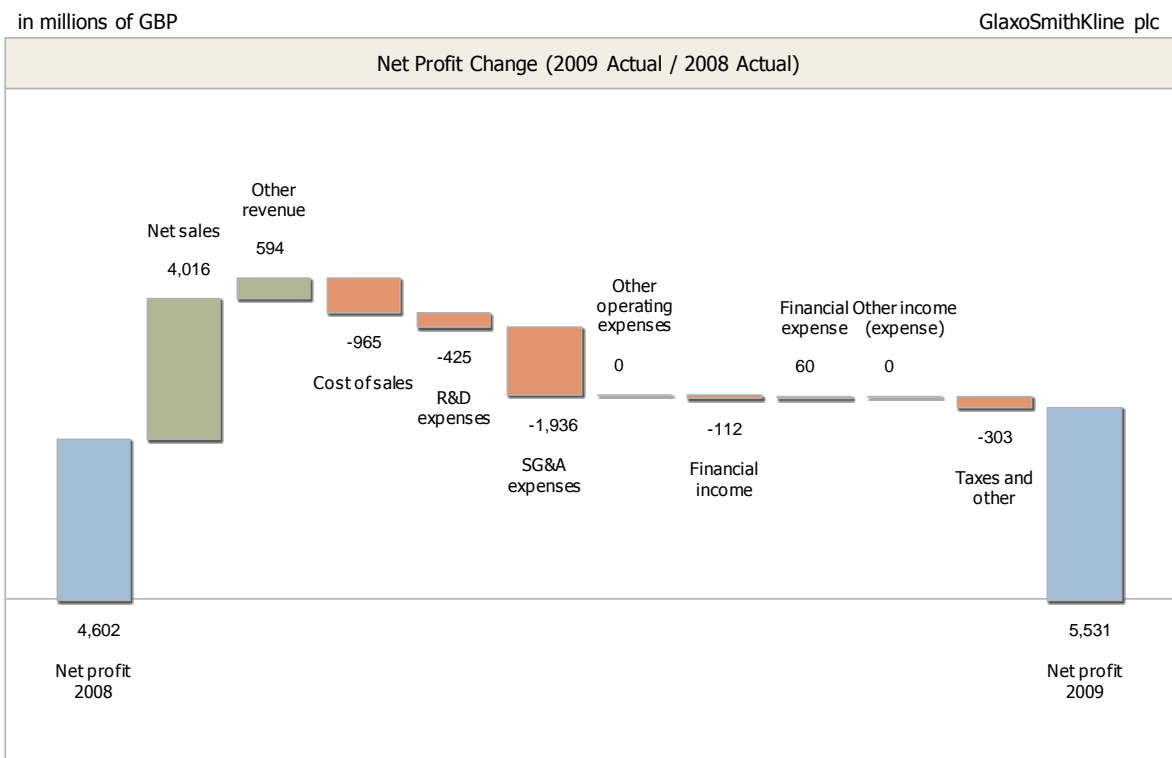 in millions of GBP
GlaxoSmithKline plc
Net Profit Change (2009 Actual / 2008 Actual)
4,602
Net profit
2008
Net sales
4,016
Other
revenue
594
-965
Cost of sales
-425
R&D
expenses
-1,936
SG&A
expenses
Other
operating
expenses
0
-112
Financial
income
Financial
expense
60
Other income
(expense)
0
-303
Taxes and
other
5,531
Net profit
2009